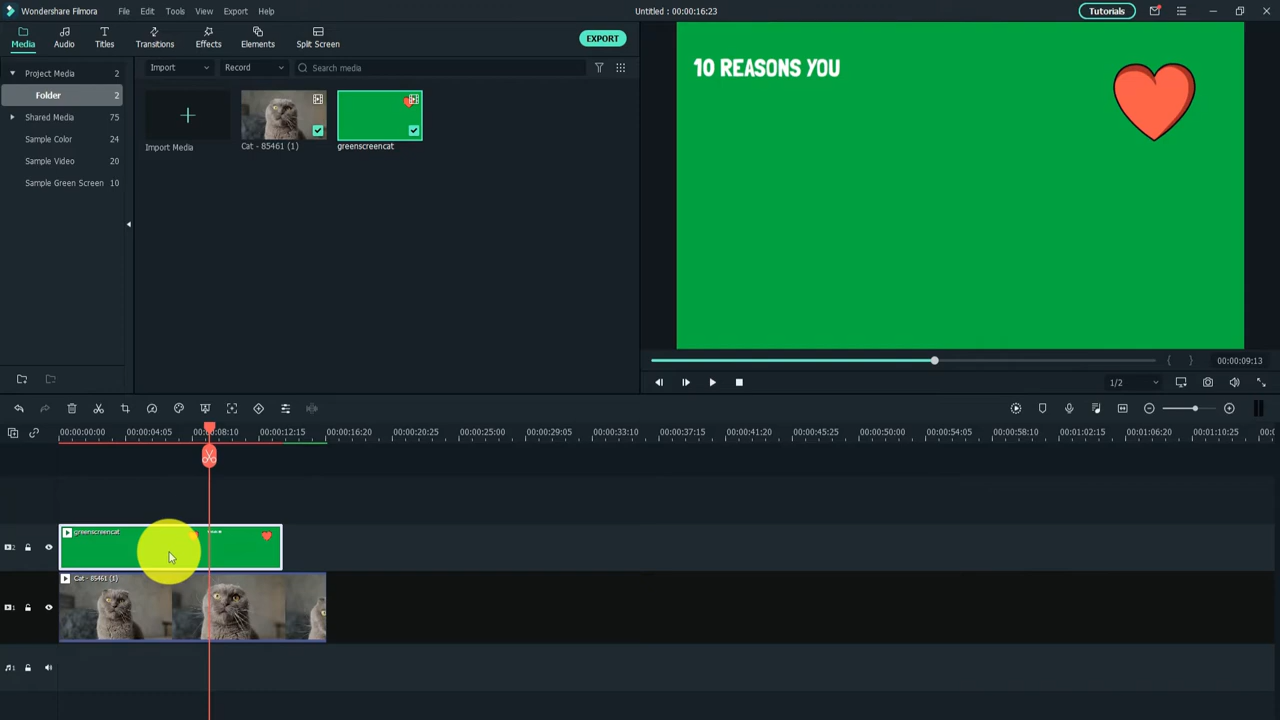 Wondershare Filmora File Edit Tools View Export Help Untitled : 00:00:16:23 Tutorials
Media Audio Titles Transitions Effects Elements Split Screen EXPORT
Project Media 2
Folder 2
Shared Media 75
Sample Color 24
Sample Video 20
Sample Green Screen 10
Import Record Search media
Import Media
Cat - 85461 (1)
greenscreencat
10 REASONS YOU
00:00:09:13
1/2
00:00:00:00 00:00:04:05 00:00:08:10 00:00:12:15 00:00:16:20 00:00:20:25 00:00:25:00 00:00:29:05 00:00:33:10 00:00:37:15 00:00:41:20 00:00:45:25 00:00:50:00 00:00:54:05 00:00:58:10 00:01:02:15 00:01:06:20 00:01:10:25
greenscreencat
2
Cat - 85461 (1)
1
1